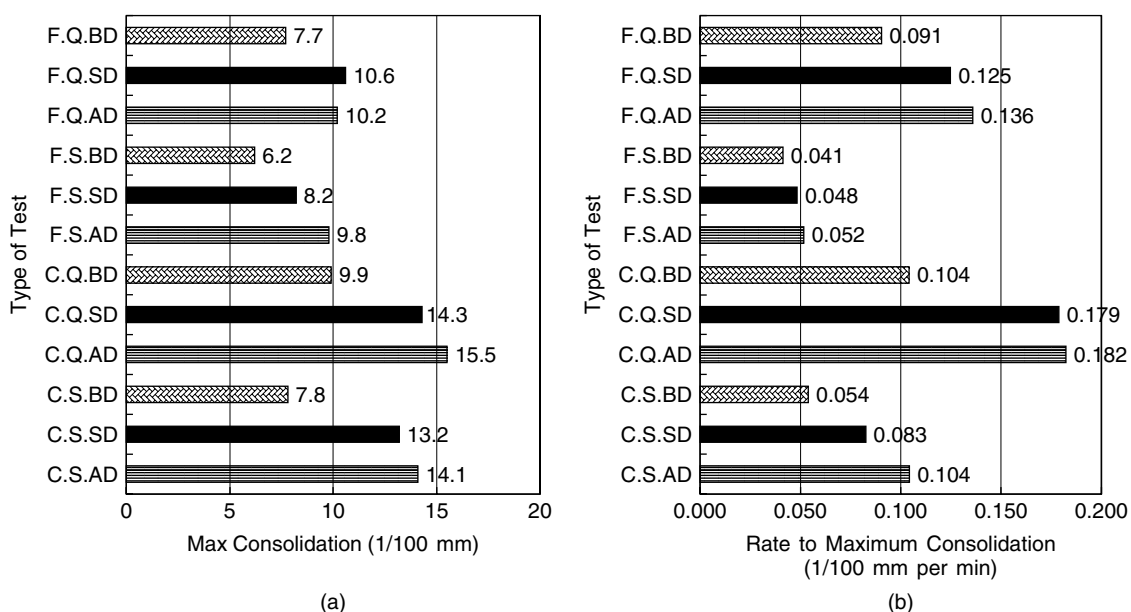 Type of Test
F.Q.BD
7.7
F.Q.SD
10.6
F.Q.AD
10.2
F.S.BD
6.2
F.S.SD
8.2
F.S.AD
9.8
C.Q.BD
9.9
C.Q.SD
14.3
C.Q.AD
15.5
C.S.BD
7.8
C.S.SD
13.2
C.S.AD
14.1
0 5 10 15 20
Max Consolidation (1/100 mm)
(a)
Type of Test
F.Q.BD
0.091
F.Q.SD
0.125
F.Q.AD
0.136
F.S.BD
0.041
F.S.SD
0.048
F.S.AD
0.052
C.Q.BD
0.104
C.Q.SD
0.179
C.Q.AD
0.182
C.S.BD
0.054
C.S.SD
0.083
C.S.AD
0.104
0.000 0.050 0.100 0.150 0.200
Rate to Maximum Consolidation
(1/100 mm per min)
(b)